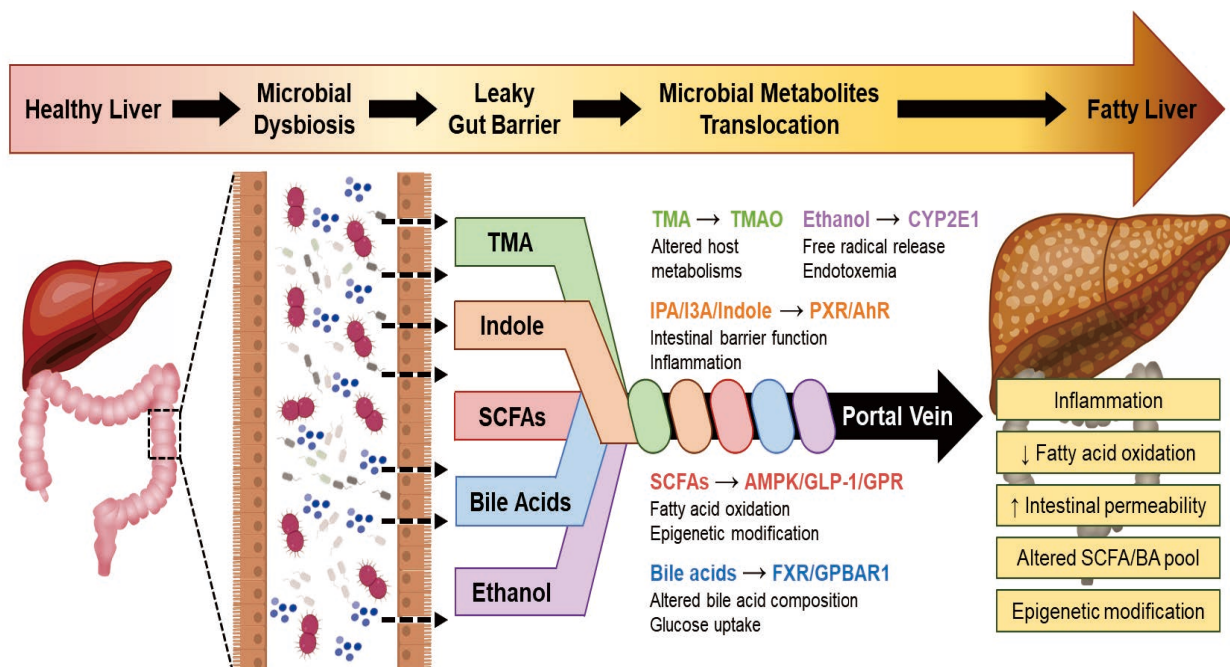 Healthy Liver
Microbial
Dysbiosis
Leaky
Gut Barrier
Microbial Metabolites
Translocation
Fatty Liver
TMA
Indole
SCFAs
Bile Acids
Ethanol
TMA → TMAO
Altered host
metabolisms
Ethanol → CYP2E1
Free radical release
Endotoxemia
IPA/I3A/Indole → PXR/AhR
Intestinal barrier function
Inflammation
Portal Vein
SCFAs → AMPK/GLP-1/GPR
Fatty acid oxidation
Epigenetic modification
Bile acids → FXR/GPBAR1
Altered bile acid composition
Glucose uptake
Inflammation
↓ Fatty acid oxidation
↑ Intestinal permeability
Altered SCFA/BA pool
Epigenetic modification